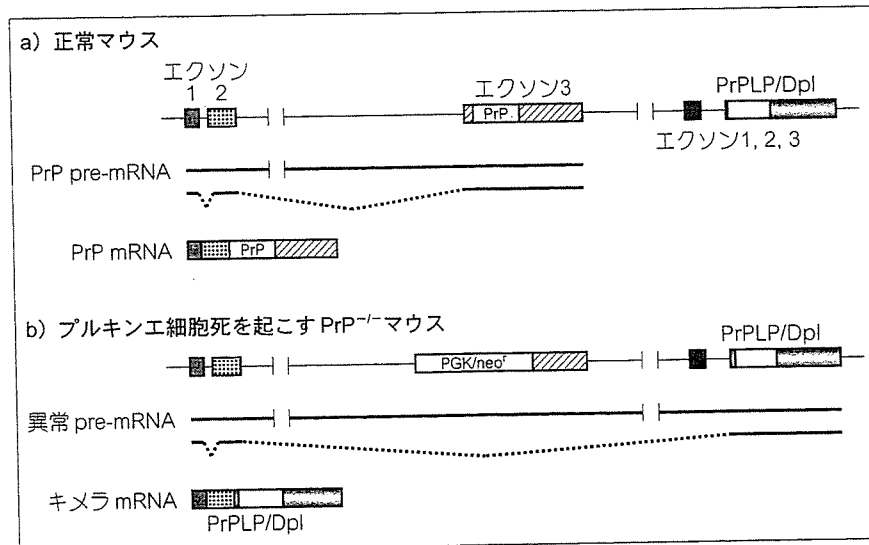 a) 正常マウス
エクソン
1 2
エクソン3
PrPLP/Dpl
PrP
エクソン1, 2, 3
PrP pre-mRNA
PrP mRNA
PrP
b) プルキンエ細胞死を起こすPrP⁻/⁻マウス
PrPLP/Dpl
PGK/neoʳ
異常 pre-mRNA
キメラ mRNA
PrPLP/Dpl